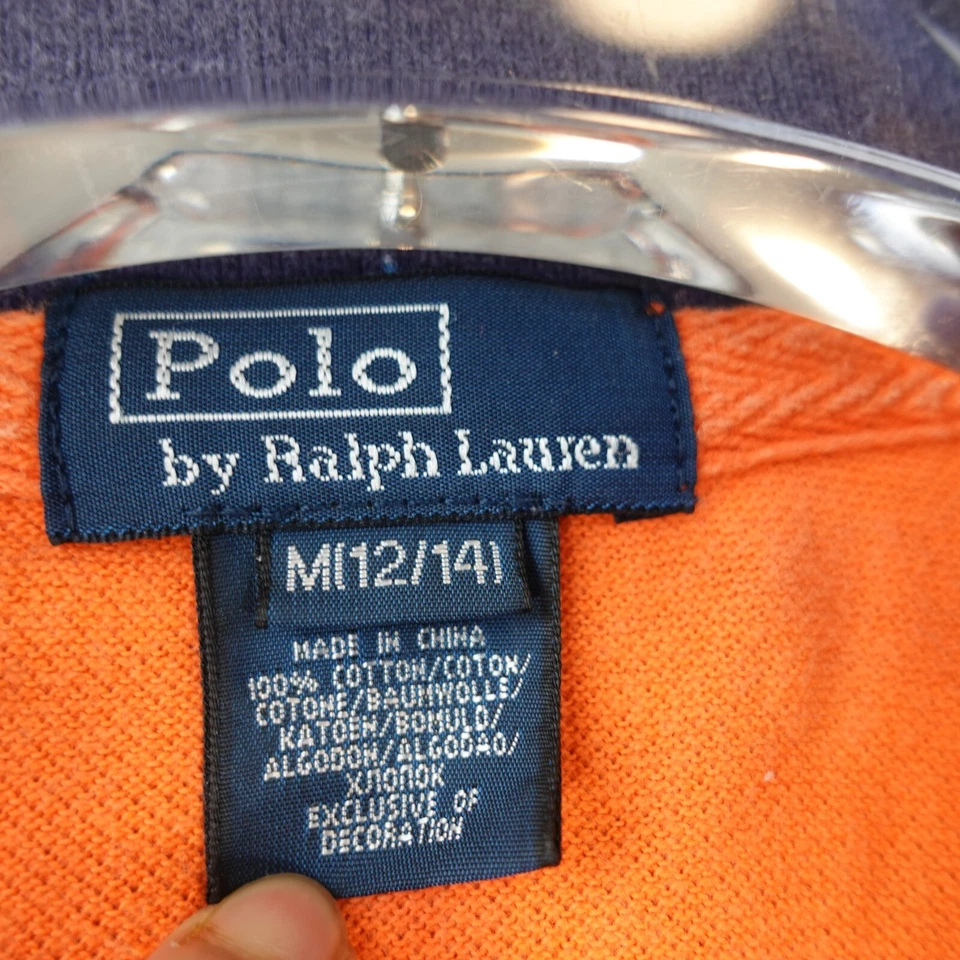 Polo
by Ralph Lauren
M(12/14)
MADE IN CHINA
100% COTTON/COTON/
COTONE/BAUMWOLLE/
KATOEN/BOMULD/
ALGODON/ALGODAO/
ХЛОПОК
EXCLUSIVE OF
DECORATION